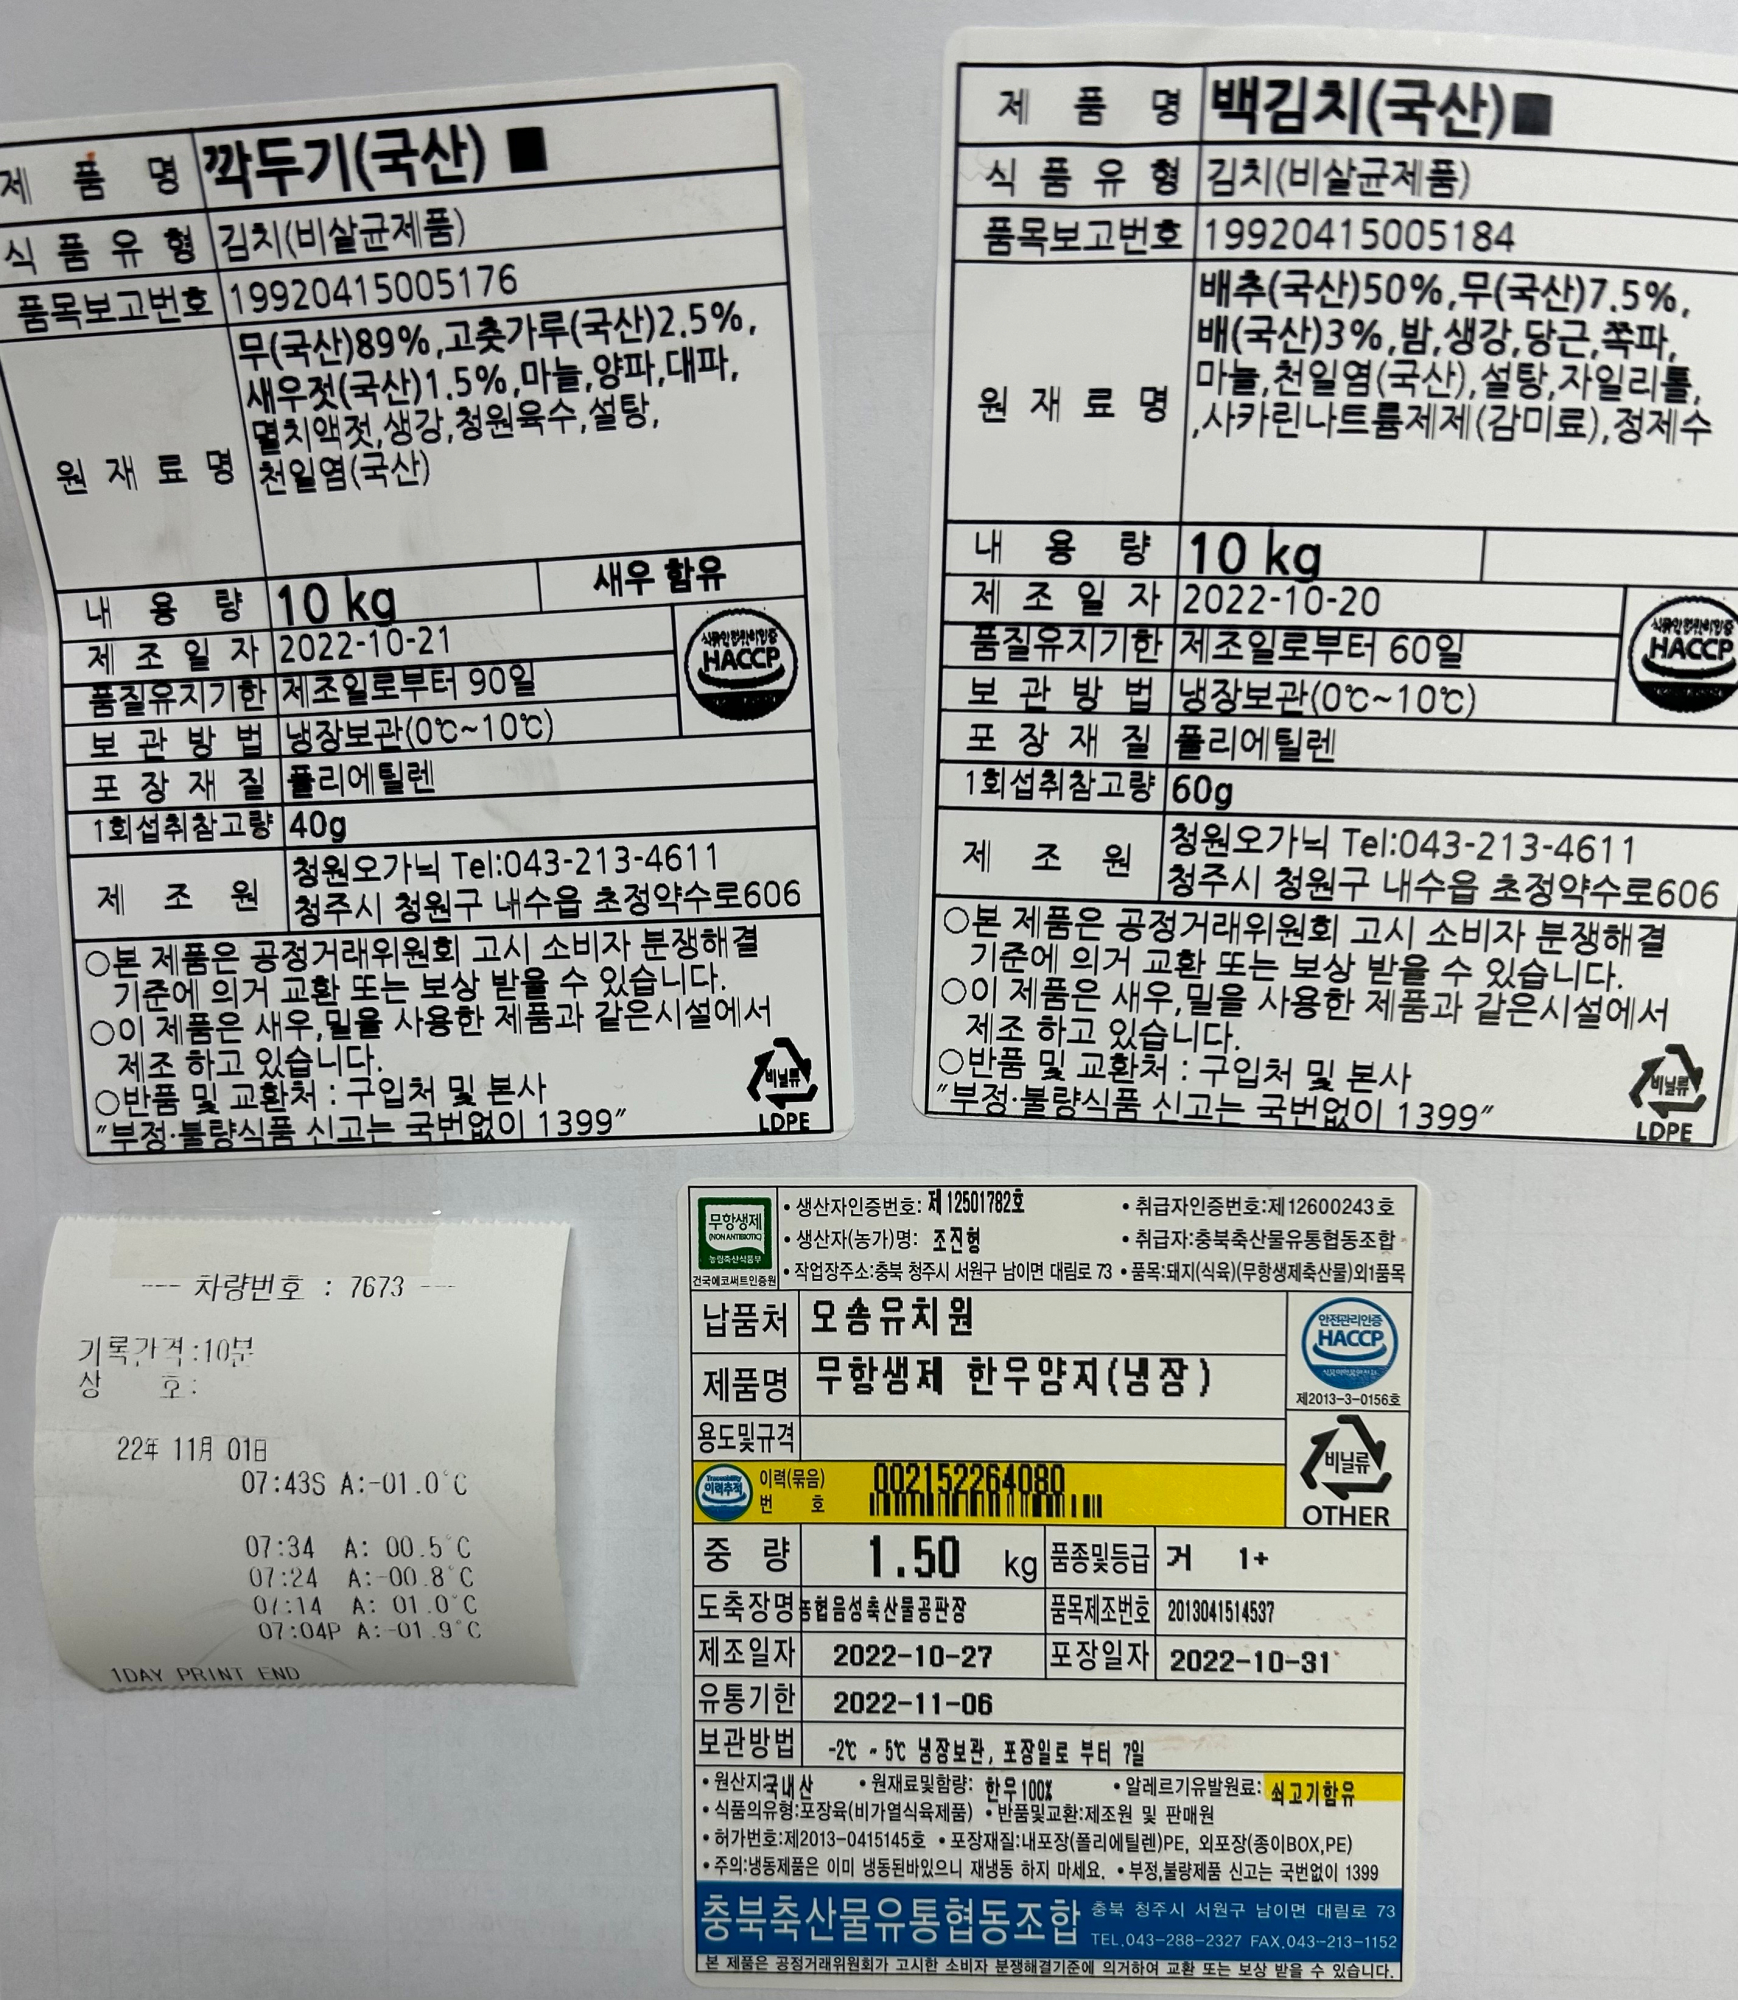 제 품 명 깍두기(국산) ■
식 품 유 형 김치(비살균제품)
품목보고번호 19920415005176
원 재 료 명 무(국산)89%,고춧가루(국산)2.5%,
새우젓(국산)1.5%,마늘,양파,대파,
멸치액젓,생강,청원육수,설탕,
천일염(국산)
내 용 량 10 kg 새우 함유
제 조 일 자 2022-10-21
품질유지기한 제조일로부터 90일
보 관 방 법 냉장보관(0℃~10℃)
HACCP
포 장 재 질 폴리에틸렌
1회섭취참고량 40g
제 조 원 청원오가닉 Tel:043-213-4611
청주시 청원구 내수읍 초정약수로606
○본 제품은 공정거래위원회 고시 소비자 분쟁해결
기준에 의거 교환 또는 보상 받을 수 있습니다.
○이 제품은 새우,밀을 사용한 제품과 같은시설에서
제조 하고 있습니다.
○반품 및 교환처 : 구입처 및 본사
"부정·불량식품 신고는 국번없이 1399"
비닐류
LDPE
제 품 명 백김치(국산)■
식 품 유 형 김치(비살균제품)
품목보고번호 19920415005184
원 재 료 명 배추(국산)50%,무(국산)7.5%,
배(국산)3%,밤,생강,당근,쪽파,
마늘,천일염(국산),설탕,자일리톨,
,사카린나트륨제제(감미료),정제수
내 용 량 10 kg
제 조 일 자 2022-10-20
품질유지기한 제조일로부터 60일
보 관 방 법 냉장보관(0℃~10℃)
HACCP
포 장 재 질 폴리에틸렌
1회섭취참고량 60g
제 조 원 청원오가닉 Tel:043-213-4611
청주시 청원구 내수읍 초정약수로606
○본 제품은 공정거래위원회 고시 소비자 분쟁해결
기준에 의거 교환 또는 보상 받을 수 있습니다.
○이 제품은 새우,밀을 사용한 제품과 같은시설에서
제조 하고 있습니다.
○반품 및 교환처 : 구입처 및 본사
"부정·불량식품 신고는 국번없이 1399"
비닐류
LDPE
--- 차량번호 : 7673 ---
기록간격:10분
상 호:
22年 11月 01日
07:43S A:-01.0°C
07:34 A: 00.5°C
07:24 A:-00.8°C
07:14 A: 01.0°C
07:04P A:-01.9°C
1DAY PRINT END
무항생제
(NON ANTIBIOTIC)
농림축산식품부
건국에코써트인증원
• 생산자인증번호: 제 12501782호 • 취급자인증번호:제12600243호
• 생산자(농가)명: 조진형 • 취급자:충북축산물유통협동조합
• 작업장주소:충북 청주시 서원구 남이면 대림로 73 • 품목:돼지(식육)(무항생제축산물)외1품목
납품처 오송유치원
제품명 무항생제 한우양지(냉장)
안전관리인증
HACCP
제2013-3-0156호
용도및규격
이력추적 이력(묶음)번 호 002152264080
비닐류
OTHER
중 량 1.50 kg 품종및등급 거 1+
도축장명 농협음성축산물공판장 품목제조번호 2013041514537
제조일자 2022-10-27 포장일자 2022-10-31
유통기한 2022-11-06
보관방법 -2℃ ~ 5℃ 냉장보관, 포장일로 부터 7일
• 원산지:국내산 • 원재료및함량: 한우100% • 알레르기유발원료: 쇠고기함유
• 식품의유형:포장육(비가열식육제품) • 반품및교환:제조원 및 판매원
• 허가번호:제2013-0415145호 • 포장재질:내포장(폴리에틸렌)PE, 외포장(종이BOX,PE)
• 주의:냉동제품은 이미 냉동된바있으니 재냉동 하지 마세요. • 부정,불량제품 신고는 국번없이 1399
충북축산물유통협동조합 충북 청주시 서원구 남이면 대림로 73
TEL.043-288-2327 FAX.043-213-1152
본 제품은 공정거래위원회가 고시한 소비자 분쟁해결기준에 의거하여 교환 또는 보상 받을 수 있습니다.